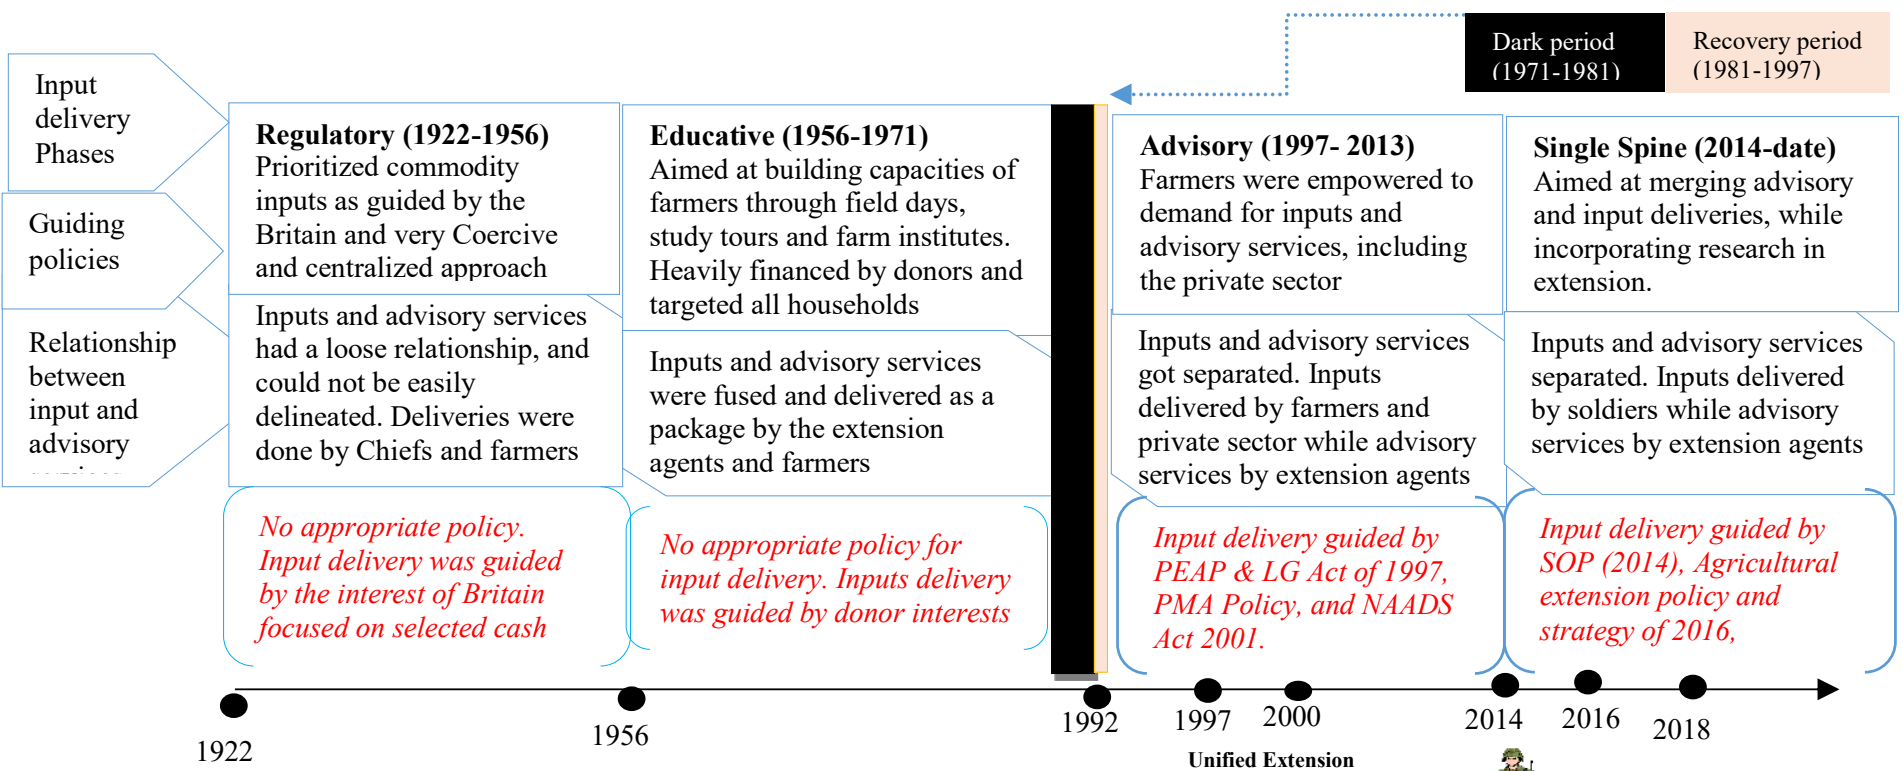 Dark period
(1971-1981)
Recovery period
(1981-1997)
Input
delivery
Phases
Guiding
policies
Relationship
between
input and
advisory
Regulatory (1922-1956)
Prioritized commodity
inputs as guided by the
Britain and very Coercive
and centralized approach
Inputs and advisory services
had a loose relationship, and
could not be easily
delineated. Deliveries were
done by Chiefs and farmers
No appropriate policy.
Input delivery was guided
by the interest of Britain
focused on selected cash
Educative (1956-1971)
Aimed at building capacities of
farmers through field days,
study tours and farm institutes.
Heavily financed by donors and
targeted all households
Inputs and advisory services
were fused and delivered as a
package by the extension
agents and farmers
No appropriate policy for
input delivery. Inputs delivery
was guided by donor interests
Advisory (1997- 2013)
Farmers were empowered to
demand for inputs and
advisory services, including
the private sector
Inputs and advisory services
got separated. Inputs
delivered by farmers and
private sector while advisory
services by extension agents
Input delivery guided by
PEAP & LG Act of 1997,
PMA Policy, and NAADS
Act 2001.
Single Spine (2014-date)
Aimed at merging advisory
and input deliveries, while
incorporating research in
extension.
Inputs and advisory services
separated. Inputs delivered
by soldiers while advisory
services by extension agents
Input delivery guided by
SOP (2014), Agricultural
extension policy and
strategy of 2016,
1922
1956
1992
1997
2000
2014
2016
2018
Unified Extension